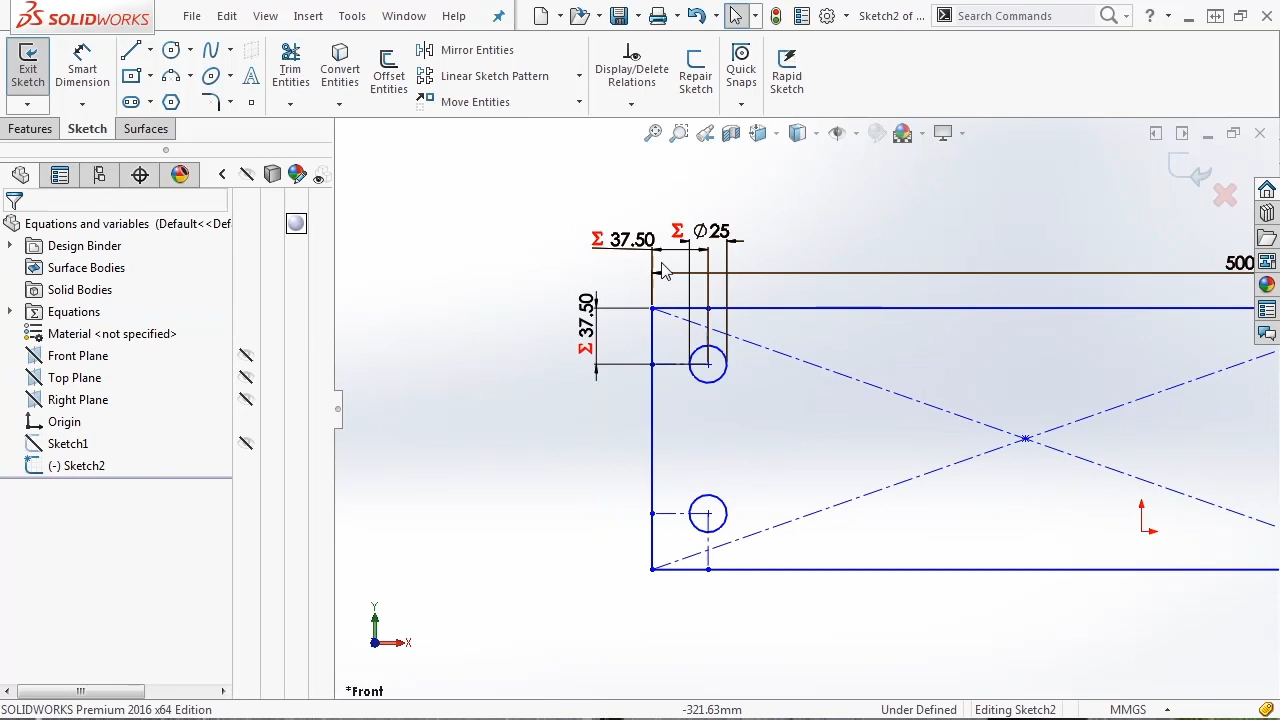 SOLIDWORKS
File Edit View Insert Tools Window Help
Sketch2 of ...
Search Commands
Exit Sketch
Smart Dimension
Trim Entities
Convert Entities
Offset Entities
Mirror Entities
Linear Sketch Pattern
Move Entities
Display/Delete Relations
Repair Sketch
Quick Snaps
Rapid Sketch
Features Sketch Surfaces
Equations and variables (Default<<Def
Design Binder
Surface Bodies
Solid Bodies
Equations
Material <not specified>
Front Plane
Top Plane
Right Plane
Origin
Sketch1
(-) Sketch2
Σ 37.50
Σ ∅25
500
Σ 37.50
Y
X
*Front
SOLIDWORKS Premium 2016 x64 Edition
-321.63mm
Under Defined
Editing Sketch2
MMGS